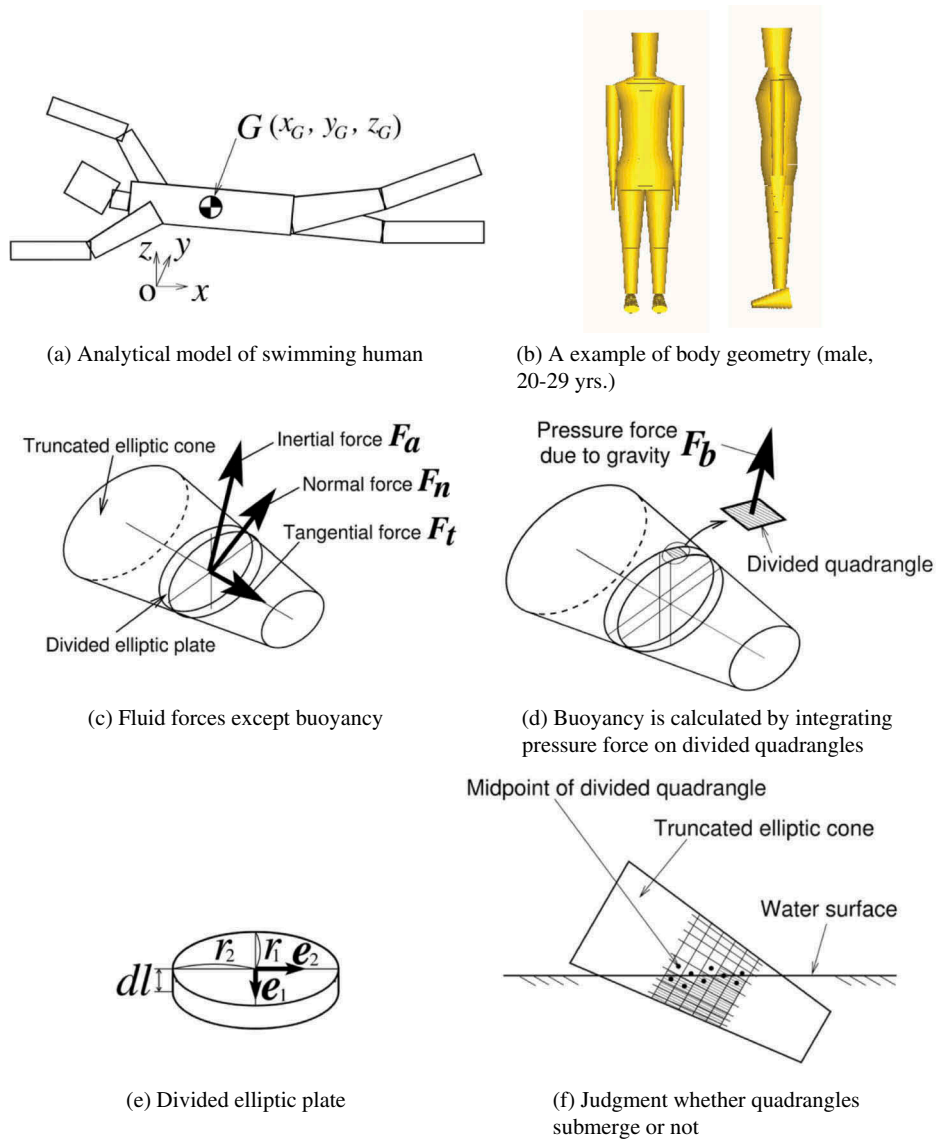 G (x_G, y_G, z_G)
z y
o x
(a) Analytical model of swimming human
(b) A example of body geometry (male,
20-29 yrs.)
Truncated elliptic cone
Inertial force F_a
Normal force F_n
Tangential force F_t
Divided elliptic plate
(c) Fluid forces except buoyancy
Pressure force
due to gravity F_b
Divided quadrangle
(d) Buoyancy is calculated by integrating
pressure force on divided quadrangles
r_2 r_1 e_2
dl e_1
(e) Divided elliptic plate
Midpoint of divided quadrangle
Truncated elliptic cone
Water surface
(f) Judgment whether quadrangles
submerge or not